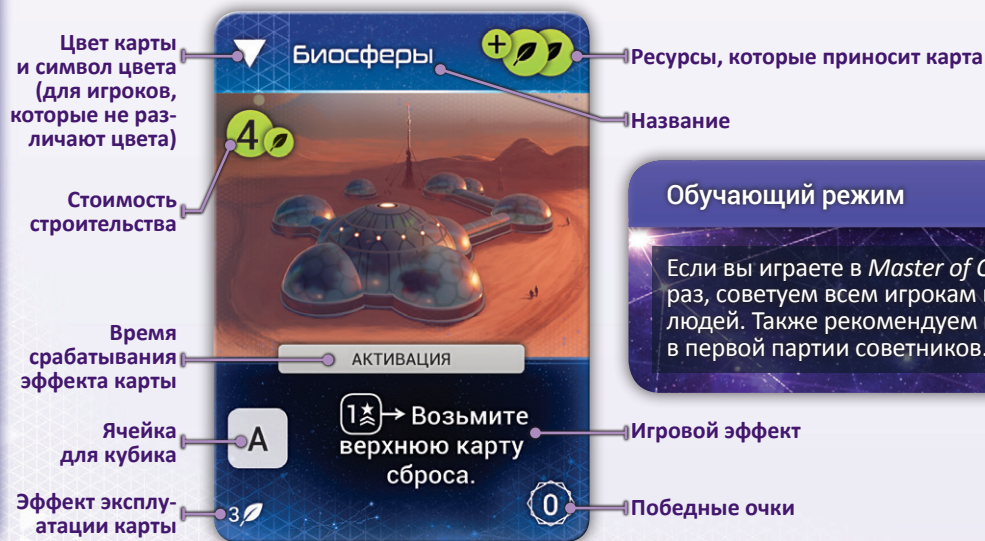 Цвет карты
и символ цвета
(для игроков,
которые не раз-
личают цвета)
Стоимость
строительства
Время
срабатывания
эффекта карты
Ячейка
для кубика
Эффект эксплу-
атации карты
Биосферы
+
4
АКТИВАЦИЯ
A
1 → Возьмите
верхнюю карту
сброса.
3
0
Ресурсы, которые приносит карта
Название
Игровой эффект
Победные очки
Обучающий режим
Если вы играете в Master of
раз, советуем всем игрокам
людей. Также рекомендуем
в первой партии советников.